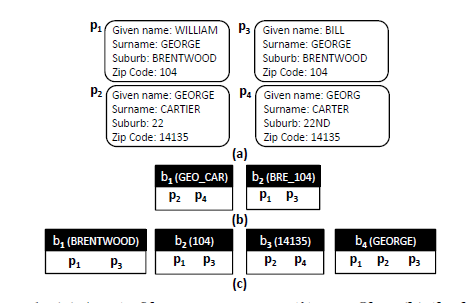 p1 Given name: WILLIAM
Surname: GEORGE
Suburb: BRENTWOOD
Zip Code: 104
p3 Given name: BILL
Surname: GEORGE
Suburb: BRENTWOOD
Zip Code: 104
p2 Given name: GEORGE
Surname: CARTIER
Suburb: 22
Zip Code: 14135
p4 Given name: GEORG
Surname: CARTER
Suburb: 22ND
Zip Code: 14135
(a)
b1 (GEO_CAR) b2 (BRE_104)
p2 p4 p1 p3
(b)
b1 (BRENTWOOD) b2 (104) b3 (14135) b4 (GEORGE)
p1 p3 p1 p3 p2 p4 p1 p2 p3
(c)